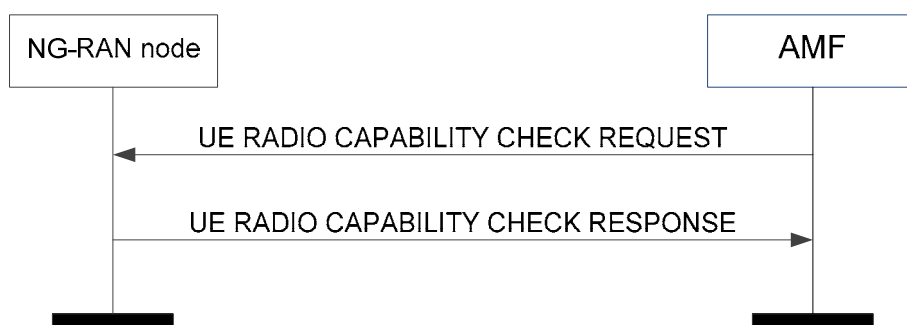 NG-RAN node
AMF
UE RADIO CAPABILITY CHECK REQUEST
UE RADIO CAPABILITY CHECK RESPONSE